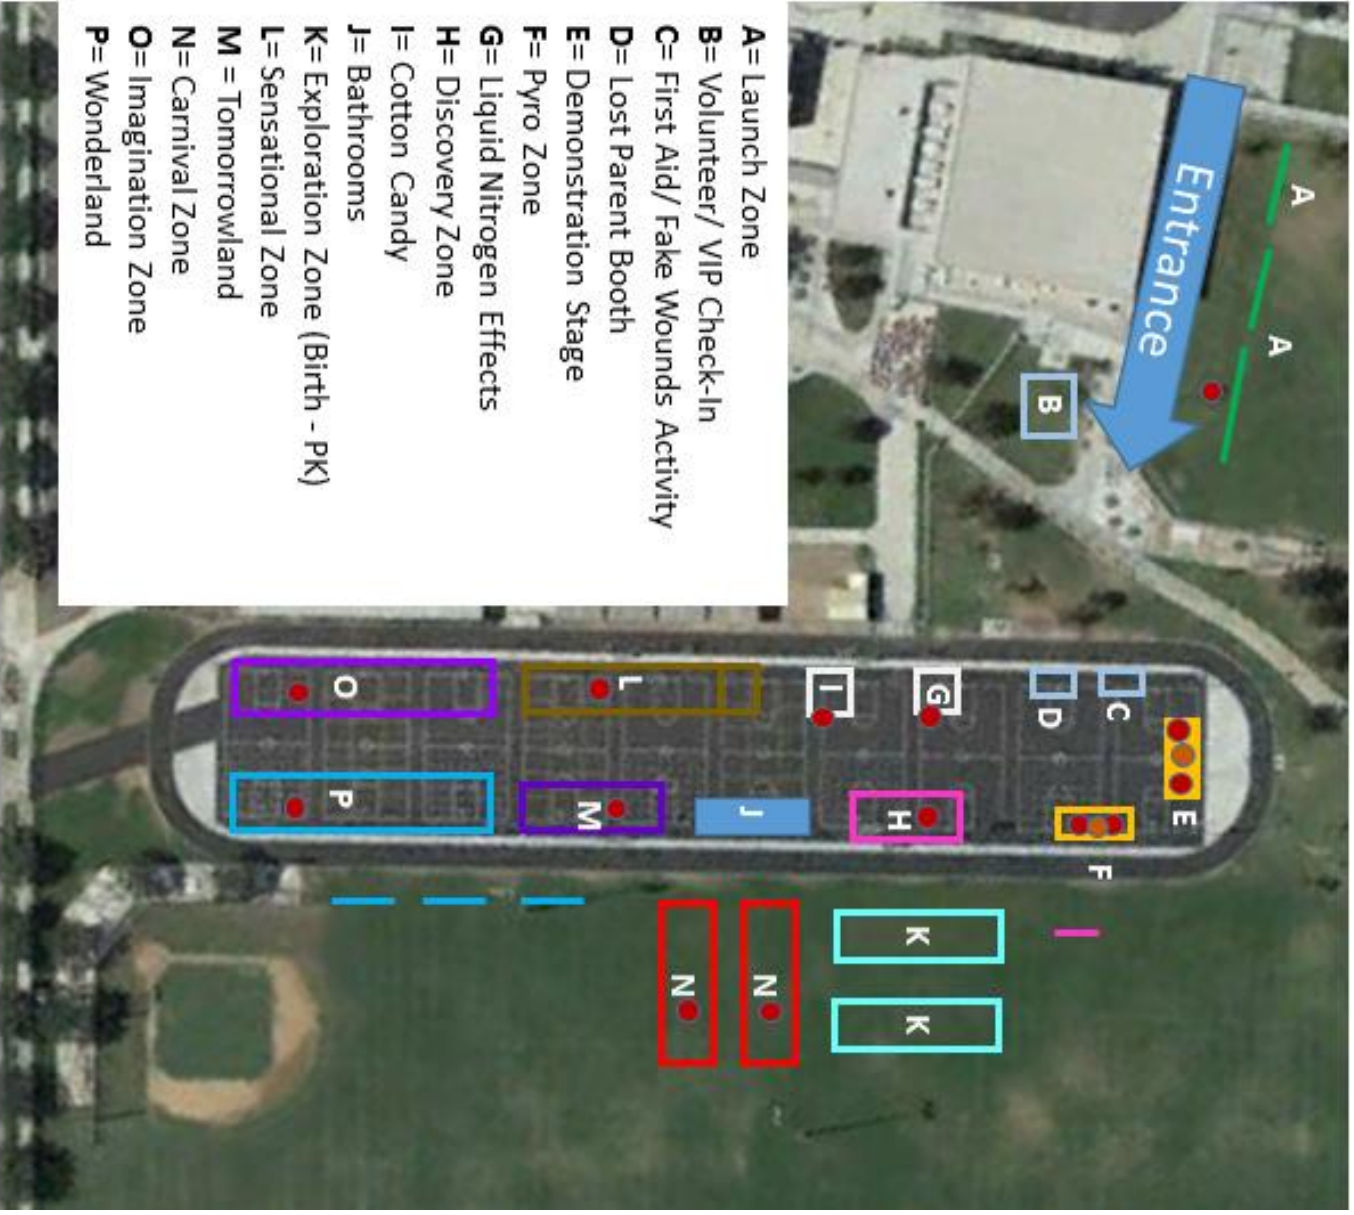 A= Launch Zone
B= Volunteer/ VIP Check-In
C= First Aid/ Fake Wounds Activity
D= Lost Parent Booth
E= Demonstration Stage
F= Pyro Zone
G= Liquid Nitrogen Effects
H= Discovery Zone
I= Cotton Candy
J= Bathrooms
K= Exploration Zone (Birth - PK)
L= Sensational Zone
M = Tomorrowland
N= Carnival Zone
O= Imagination Zone
P= Wonderland
A
A
Entrance
B
C
D
E
F
G
H
I
J
K
K
L
M
N
N
O
P